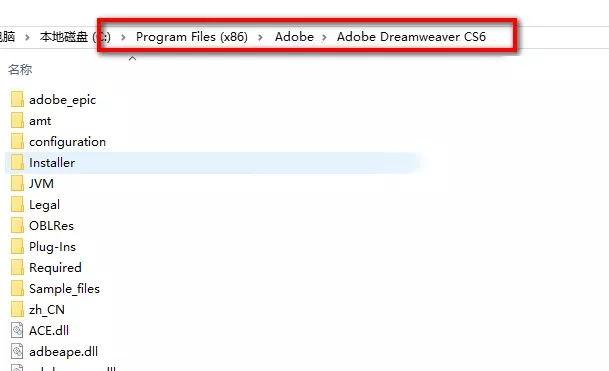 脑 > 本地磁盘 (C:) > Program Files (x86) > Adobe > Adobe Dreamweaver CS6
名称
adobe_epic
amt
configuration
Installer
JVM
Legal
OBLRes
Plug-Ins
Required
Sample_files
zh_CN
ACE.dll
adbeape.dll